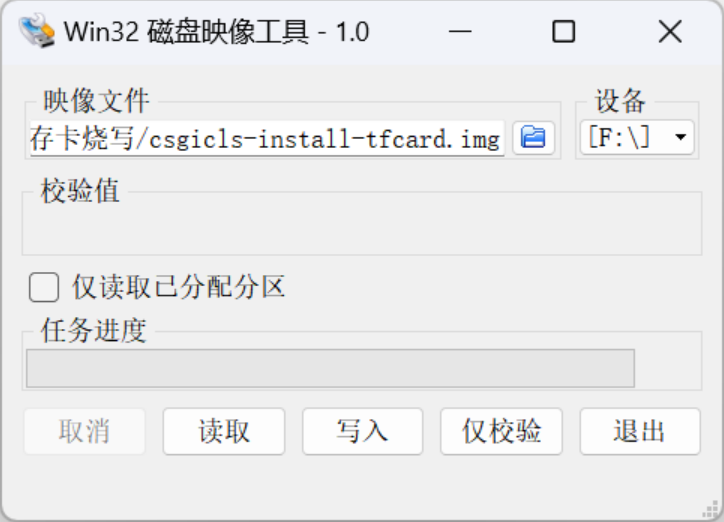 Win32 磁盘映像工具 - 1.0
映像文件
设备
存卡烧写/csgicls-install-tfcard.img
[F:\]
校验值
仅读取已分配分区
任务进度
取消
读取
写入
仅校验
退出